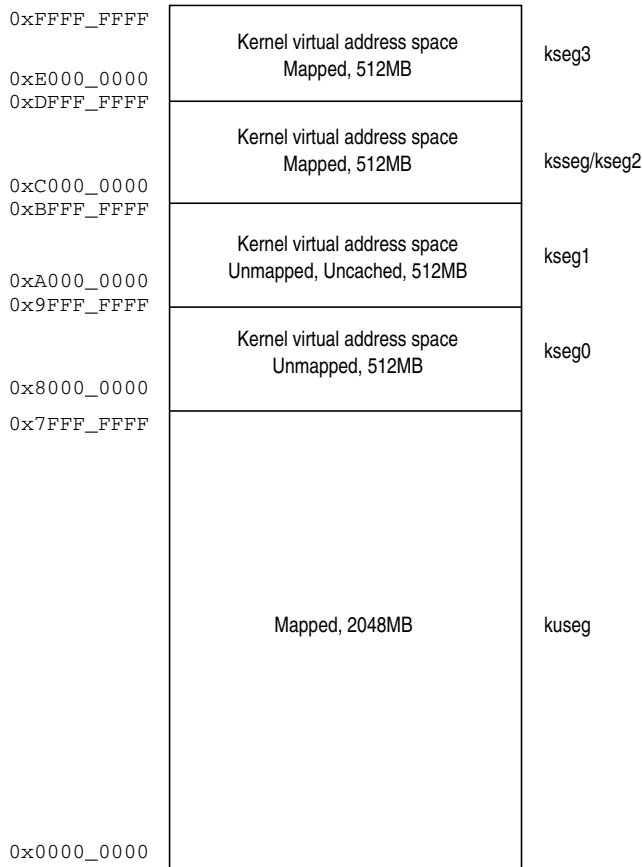 0xFFFF_FFFF
Kernel virtual address space
Mapped, 512MB
kseg3
0xE000_0000
0xDFFF_FFFF
Kernel virtual address space
Mapped, 512MB
ksseg/kseg2
0xC000_0000
0xBFFF_FFFF
Kernel virtual address space
Unmapped, Uncached, 512MB
kseg1
0xA000_0000
0x9FFF_FFFF
Kernel virtual address space
Unmapped, 512MB
kseg0
0x8000_0000
0x7FFF_FFFF
Mapped, 2048MB
kuseg
0x0000_0000